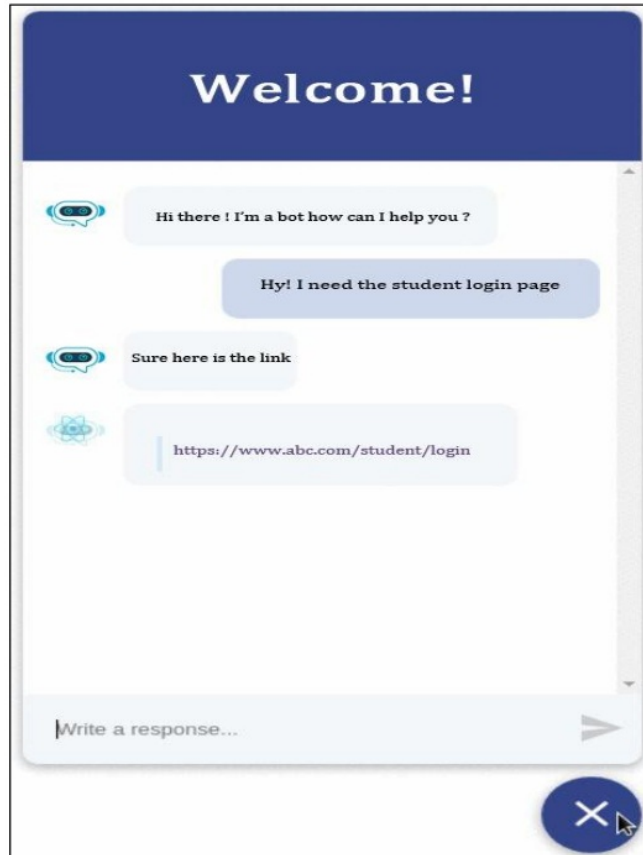 Welcome!
Hi there ! I'm a bot how can I help you ?
Hy! I need the student login page
Sure here is the link
https://www.abc.com/student/login
Write a response...